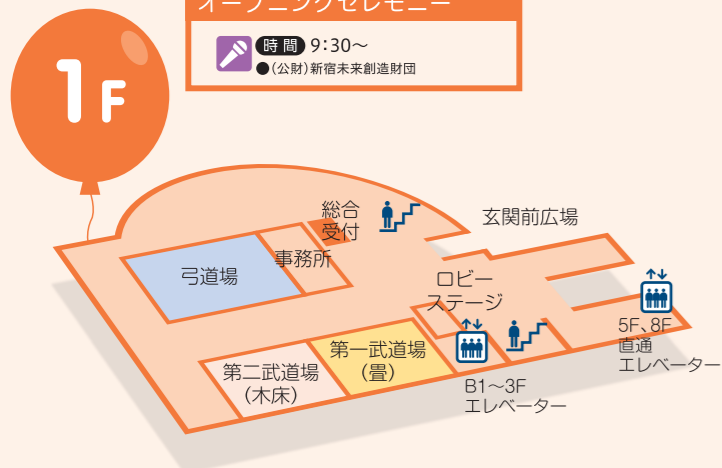 オープニングセレモニー
時間 9:30～
●(公財)新宿未来創造財団
1F
総合
受付
玄関前広場
事務所
弓道場
ロビー
ステージ
5F、8F
直通
エレベーター
第一武道場
(畳)
第二武道場
(木床)
B1～3F
エレベーター